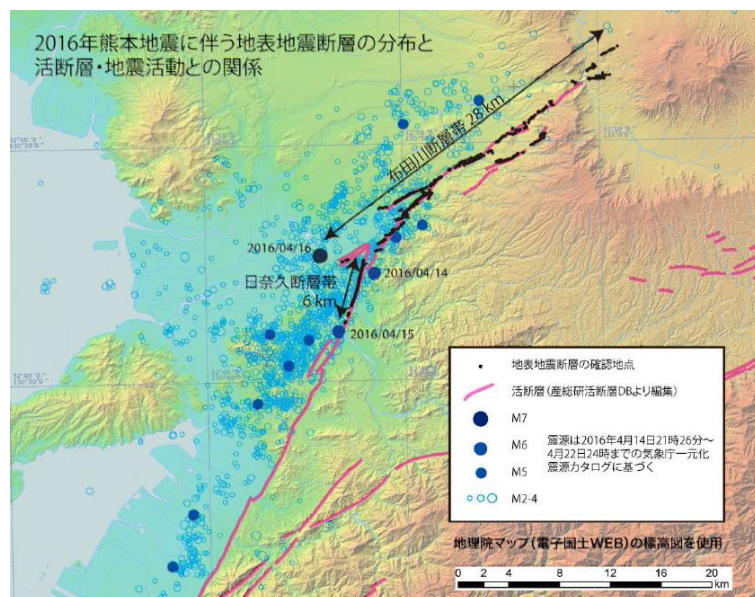 2016年熊本地震に伴う地表地震断層の分布と
活断層・地震活動との関係
布田川断層帯 28 km
2016/04/16
2016/04/14
日奈久断層帯
6 km
2016/04/15
地表地震断層の確認地点
活断層（産総研活断層DBより編集）
M7
M6
M5
M2-4
震源は2016年4月14日21時26分～
4月22日24時までの気象庁一元化
震源カタログに基づく
地理院マップ（電子国土WEB）の標高図を使用
0 2 4 8 12 16 20
km